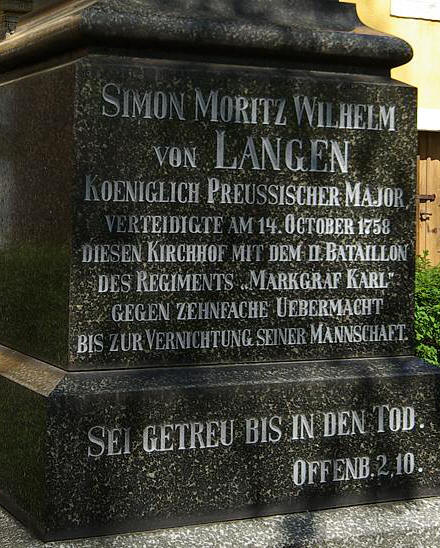 SIMON MORITZ WILHELM
VON LANGEN
KOENIGLICH PREUSSISCHER MAJOR,
VERTEIDIGTE AM 14. OCTOBER 1758
DIESEN KIRCHHOF MIT DEM II. BATAILLON
DES REGIMENTS „MARKGRAF KARL"
GEGEN ZEHNFACHE UEBERMACHT
BIS ZUR VERNICHTUNG SEINER MANNSCHAFT.
SEI GETREU BIS IN DEN TOD.
OFFENB. 2, 10.